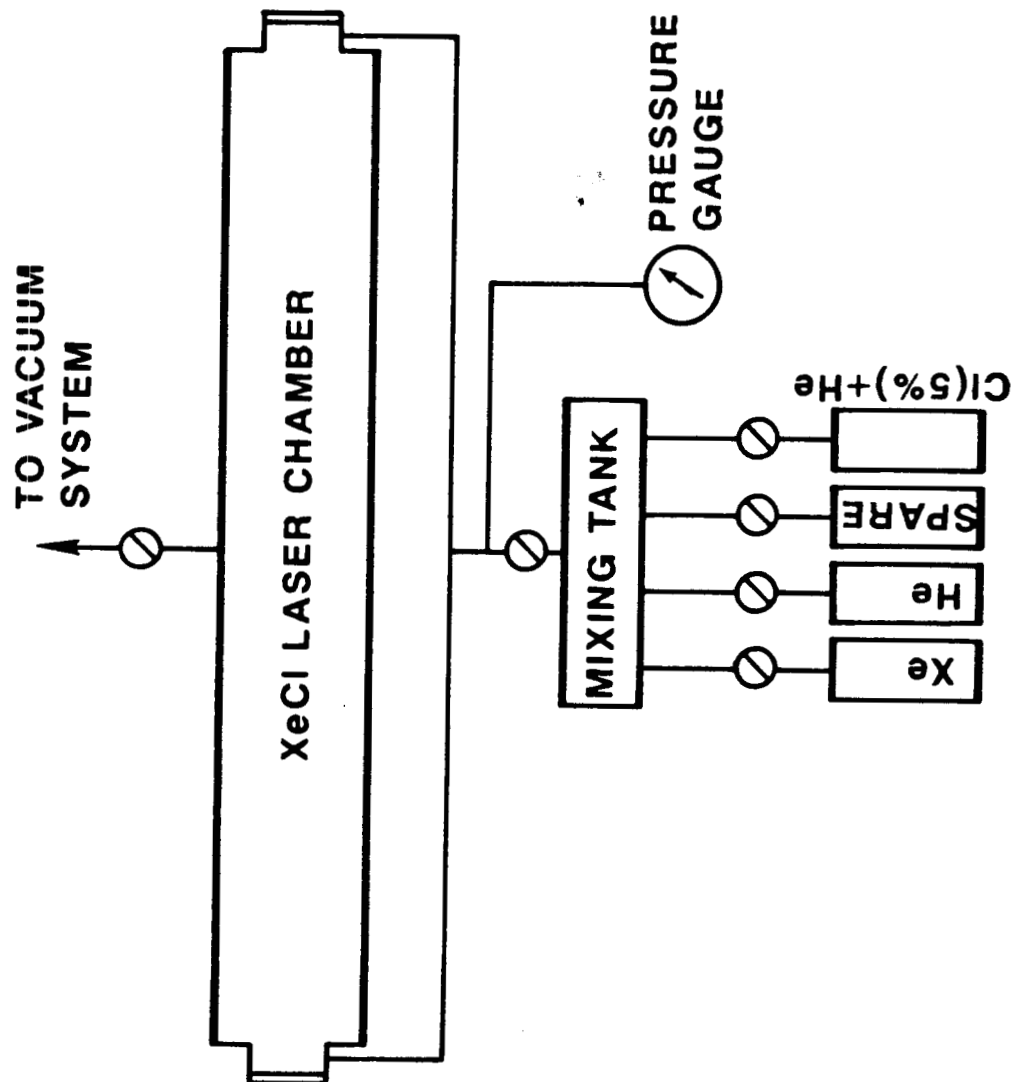 TO VACUUM
SYSTEM
XeCl LASER CHAMBER
PRESSURE
GAUGE
MIXING TANK
Xe
He
SPARE
Cl(5%)+He